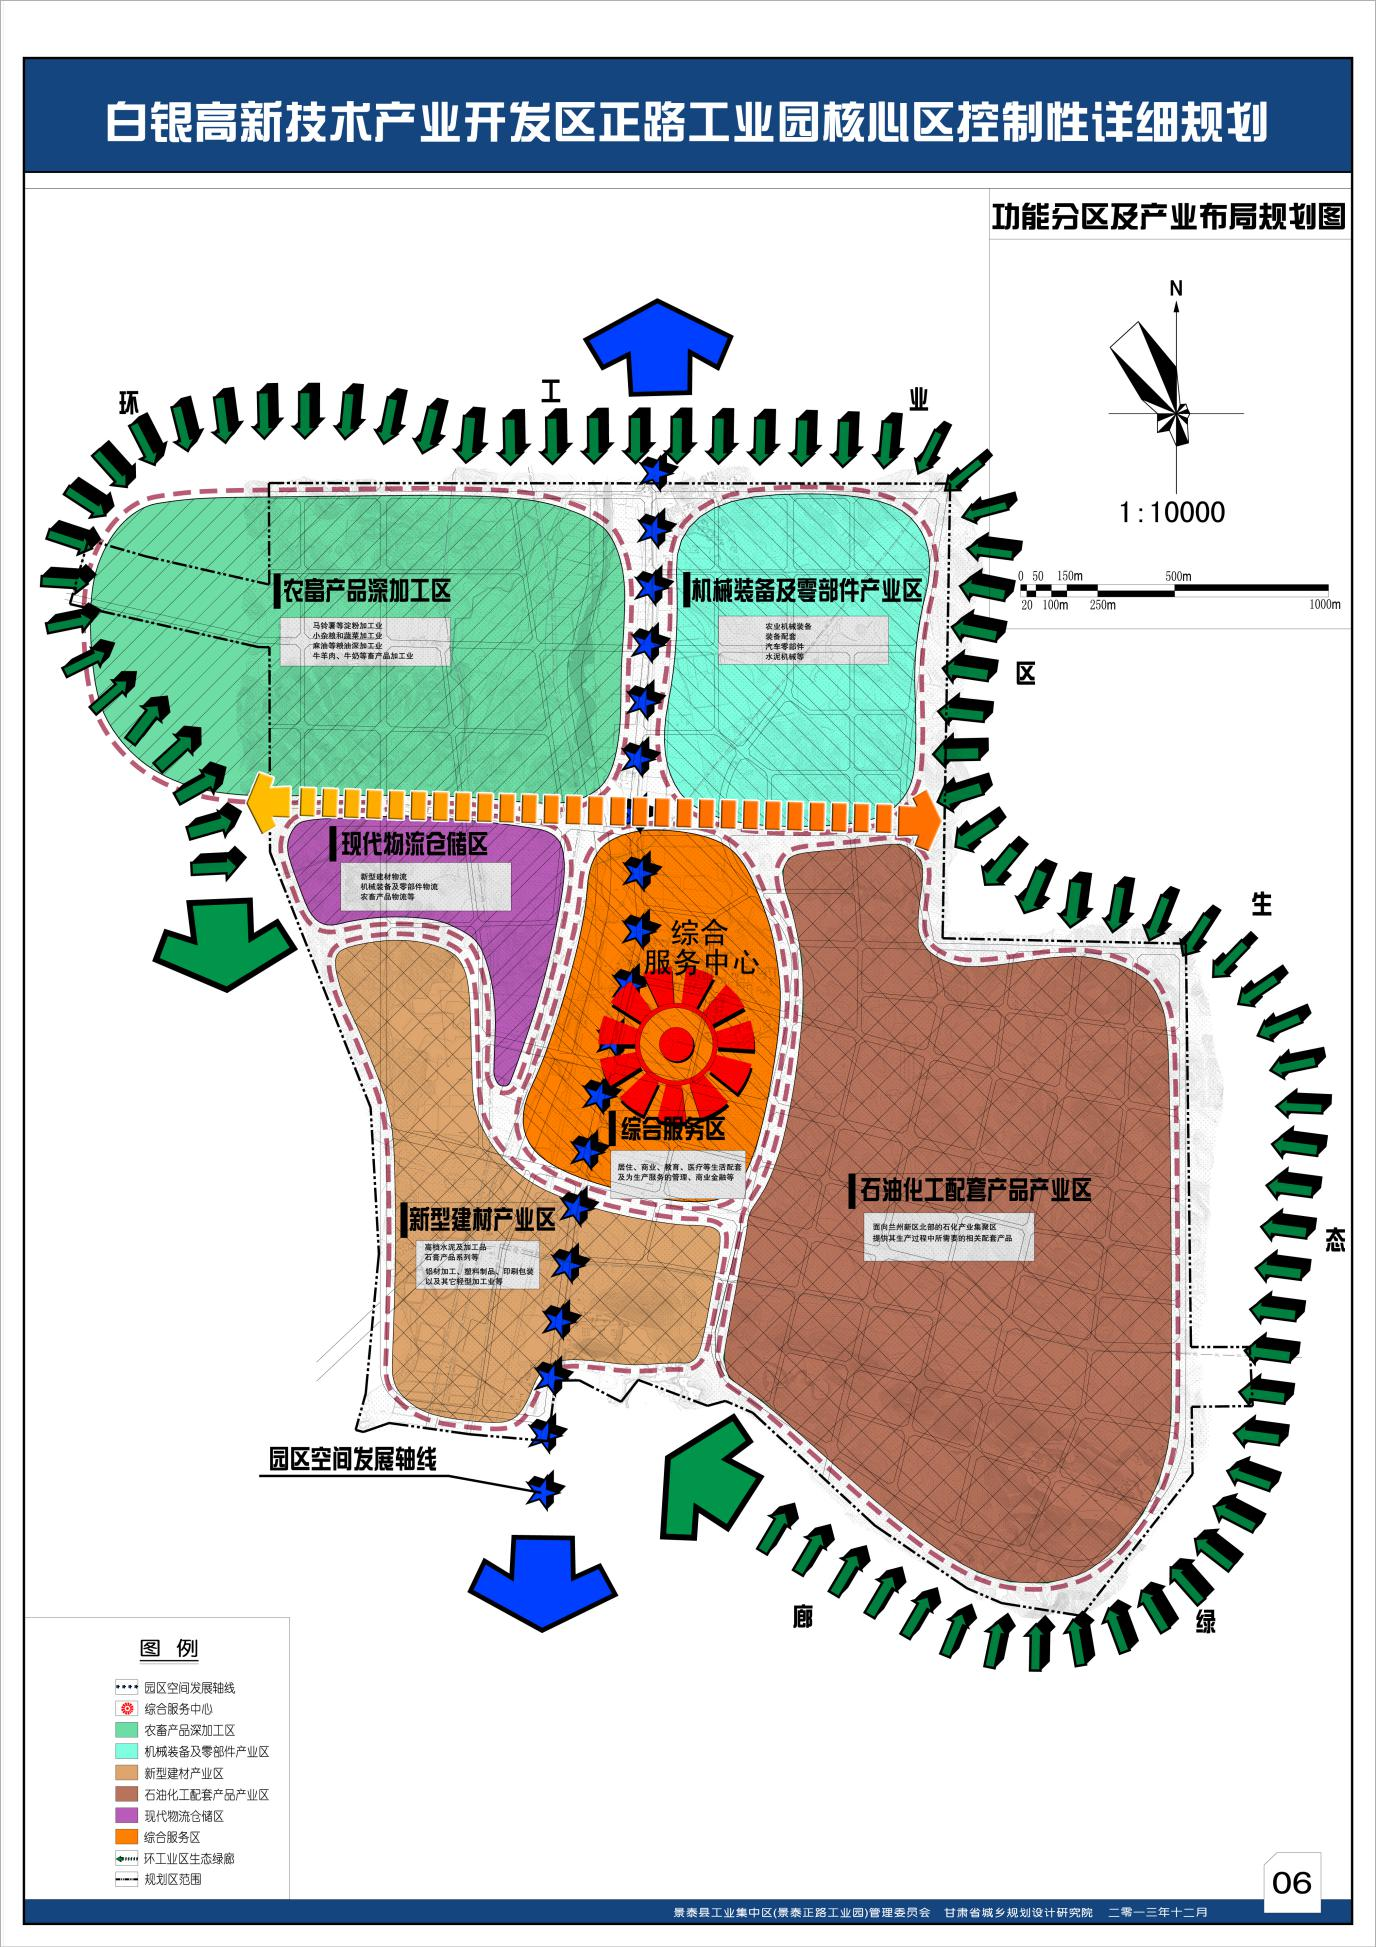 白银高新技术产业开发区正路工业园核心区控制性详细规划
功能分区及产业布局规划图
N
1:10000
0 50 150m 500m
20 100m 250m 1000m
环 工 业
区
生
态
绿
廊
农畜产品深加工区
马铃薯等淀粉加工业
小杂粮和蔬菜加工业
麻油等粮油深加工业
牛羊肉、牛奶等畜产品加工业
机械装备及零部件产业区
农业机械装备
装备配套
汽车零部件
水泥机械等
现代物流仓储区
新型建材物流
机械装备及零部件物流
农畜产品物流等
综合
服务中心
综合服务区
居住、商业、教育、医疗等生活配套
及为生产服务的管理、商业金融等
新型建材产业区
高档水泥及加工品
石膏产品系列等
铝材加工、塑料制品、印刷包装
以及其它轻型加工业等
石油化工配套产品产业区
面向兰州新区北部的石化产业集聚区
提供其生产过程中所需要的相关配套产品
园区空间发展轴线
图 例
园区空间发展轴线
综合服务中心
农畜产品深加工区
机械装备及零部件产业区
新型建材产业区
石油化工配套产品产业区
现代物流仓储区
综合服务区
环工业区生态绿廊
规划区范围
06
景泰县工业集中区(景泰正路工业园)管理委员会 甘肃省城乡规划设计研究院 二零一三年十二月